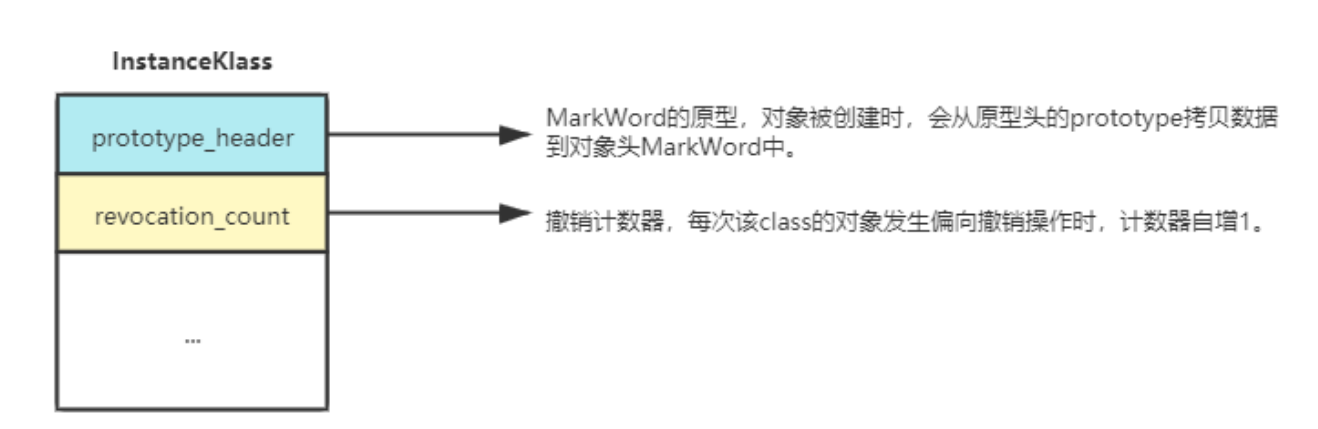 InstanceKlass
prototype_header
MarkWord的原型，对象被创建时，会从原型头的prototype拷贝数据
到对象头MarkWord中。
revocation_count
撤销计数器，每次该class的对象发生偏向撤销操作时，计数器自增1。
...